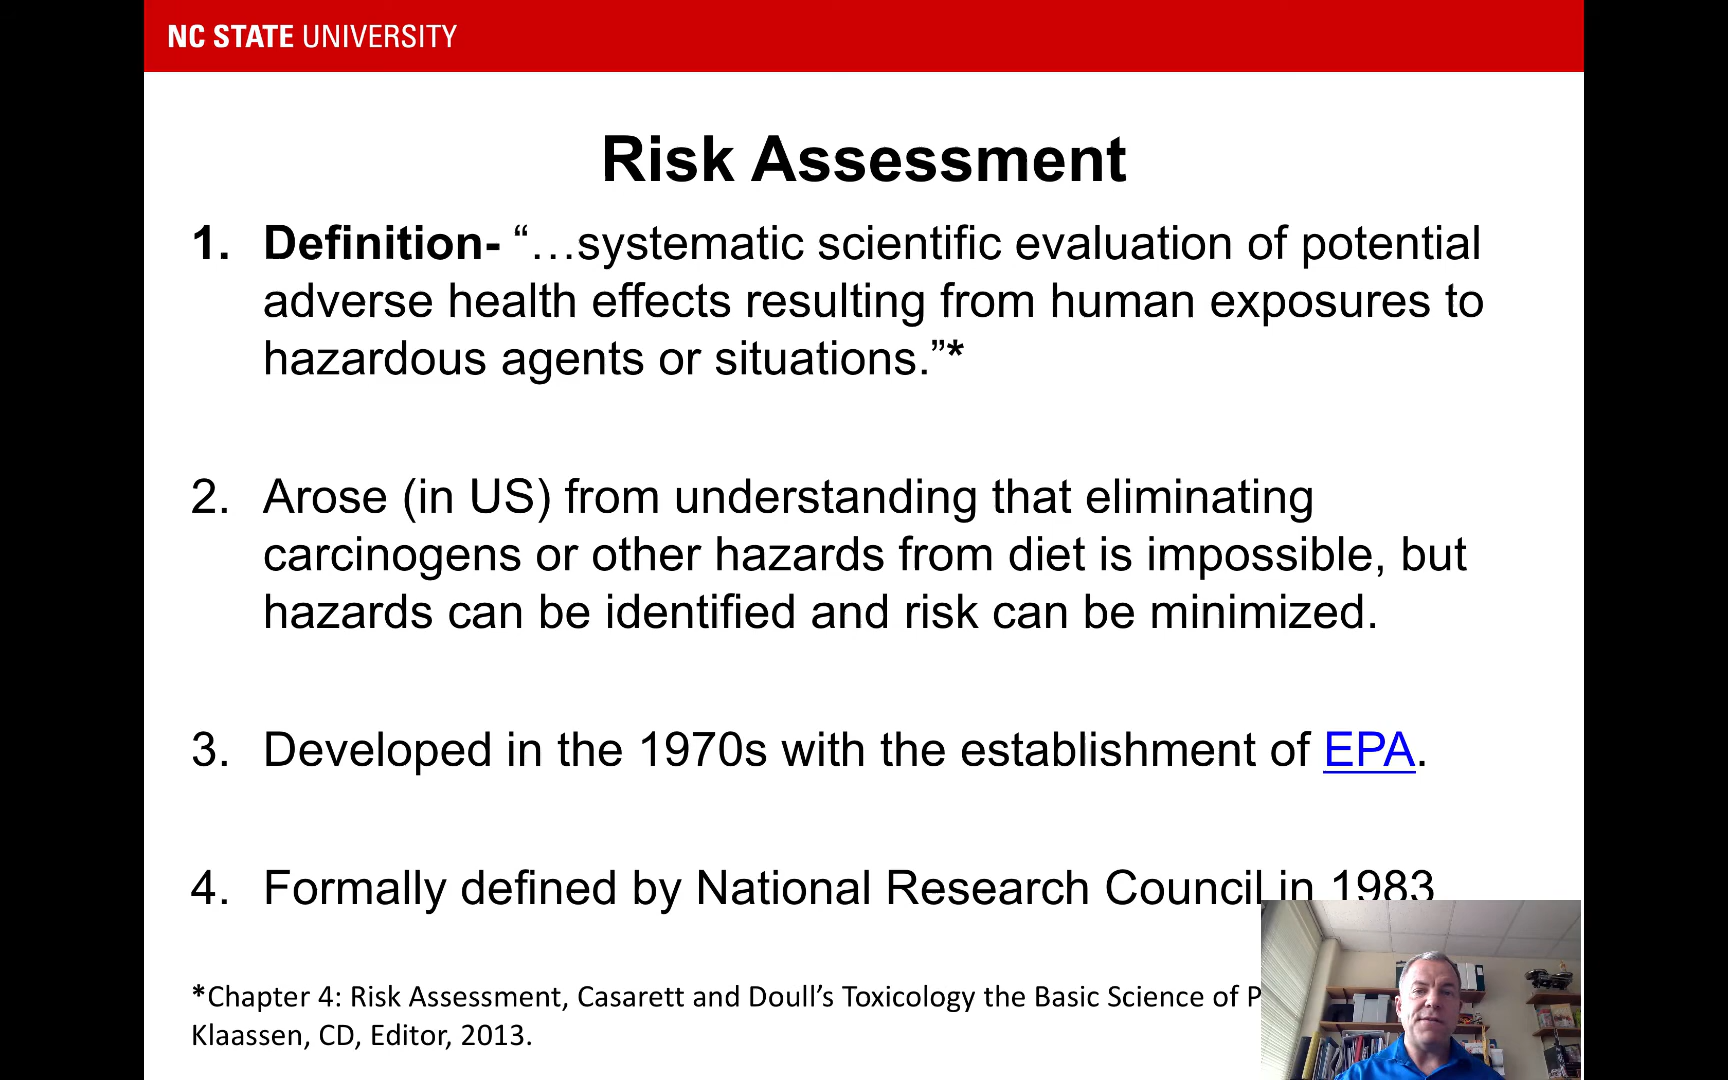 NC STATE UNIVERSITY
Risk Assessment
1. Definition- “…systematic scientific evaluation of potential
adverse health effects resulting from human exposures to
hazardous agents or situations.”*
2. Arose (in US) from understanding that eliminating
carcinogens or other hazards from diet is impossible, but
hazards can be identified and risk can be minimized.
3. Developed in the 1970s with the establishment of EPA.
4. Formally defined by National Research Council in 1983
*Chapter 4: Risk Assessment, Casarett and Doull’s Toxicology the Basic Science of
Klaassen, CD, Editor, 2013.